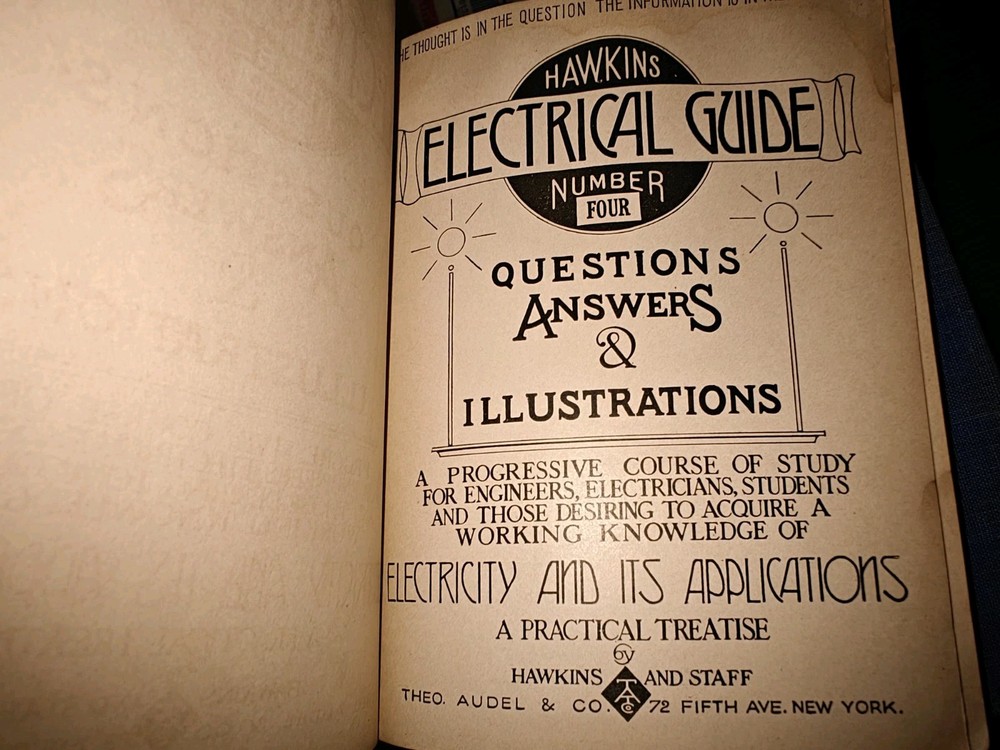 HE THOUGHT IS IN THE QUESTION THE INFORMATION IS IN THE
HAWKINS
ELECTRICAL GUIDE
NUMBER
FOUR
QUESTIONS
ANSWERS
&
ILLUSTRATIONS
A PROGRESSIVE COURSE OF STUDY
FOR ENGINEERS, ELECTRICIANS, STUDENTS
AND THOSE DESIRING TO ACQUIRE A
WORKING KNOWLEDGE OF
ELECTRICITY AND ITS APPLICATIONS
A PRACTICAL TREATISE
by
HAWKINS AND STAFF
THEO. AUDEL & CO. 72 FIFTH AVE. NEW YORK.